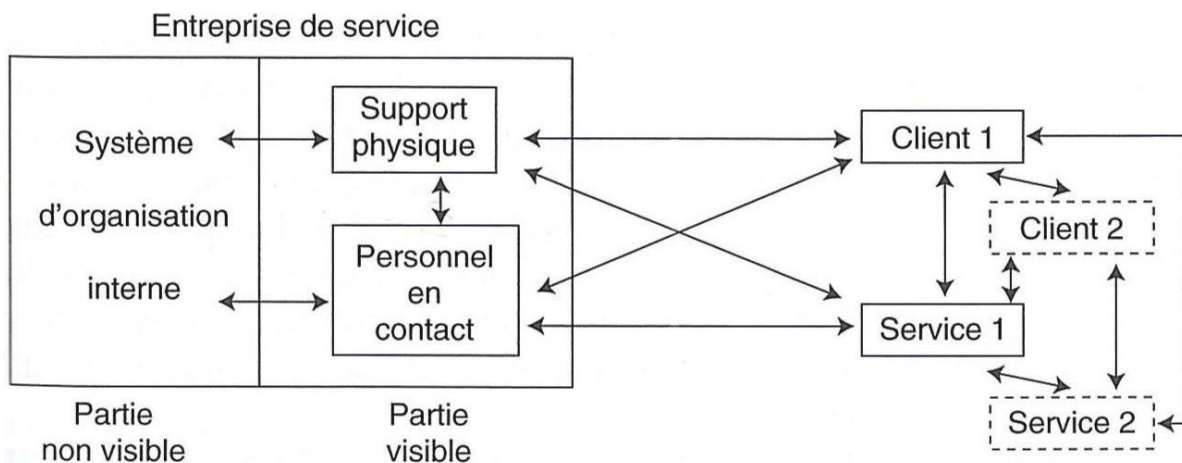 Entreprise de service
Support
physique
Système
d'organisation
interne
Personnel
en
contact
Client 1
Client 2
Service 1
Service 2
Partie
non visible
Partie
visible